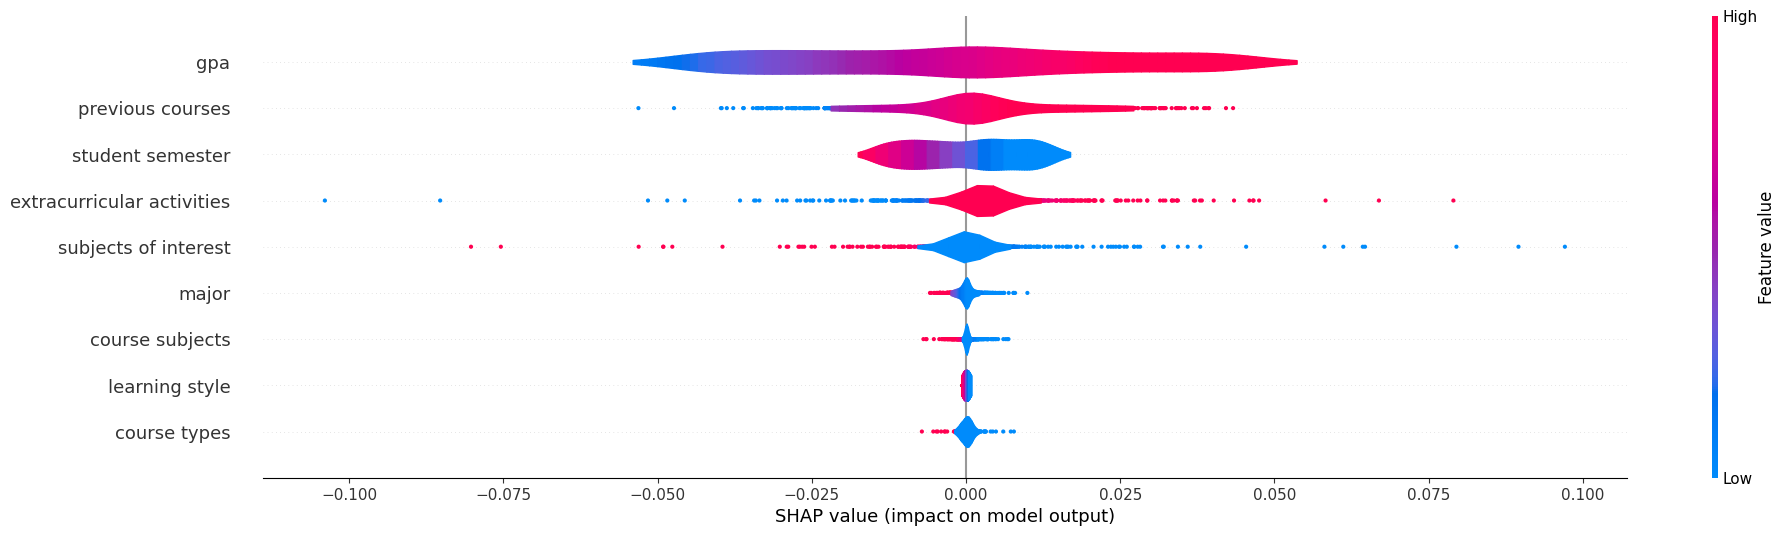 High
gpa
previous courses
student semester
extracurricular activities
subjects of interest
major
course subjects
learning style
course types
Feature value
Low
−0.100 −0.075 −0.050 −0.025 0.000 0.025 0.050 0.075 0.100
SHAP value (impact on model output)